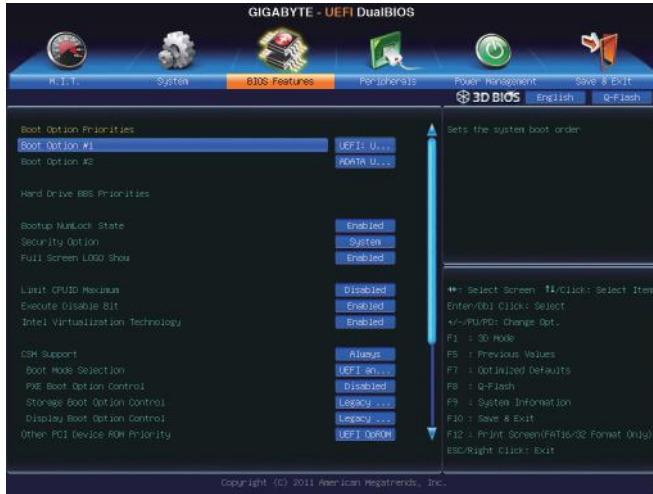 GIGABYTE - UEFI DualBIOS
M.I.T.
System
BIOS Features
Peripherals
Power Management
Save & Exit
3D BIOS
English
Q-Flash
Boot Option Priorities
Boot Option #1 UEFI: U...
Boot Option #2 ADATA U...
Hard Drive BBS Priorities
Bootup NumLock State Enabled
Security Option System
Full Screen LOGO Show Enabled
Limit CPUID Maximum Disabled
Execute Disable Bit Enabled
Intel Virtualization Technology Enabled
CSM Support Always
Boot Mode Selection UEFI an...
PXE Boot Option Control Disabled
Storage Boot Option Control Legacy ...
Display Boot Option Control Legacy ...
Other PCI Device ROM Priority UEFI OpROM
Sets the system boot order
↔: Select Screen ↑↓/Click: Select Item
Enter/Dbl Click: Select
+/-/PU/PD: Change Opt.
F1 : 3D Mode
F5 : Previous Values
F7 : Optimized Defaults
F8 : Q-Flash
F9 : System Information
F10 : Save & Exit
F12 : Print Screen(FAT16/32 Format Only)
ESC/Right Click: Exit
Copyright (C) 2011 American Megatrends, Inc.